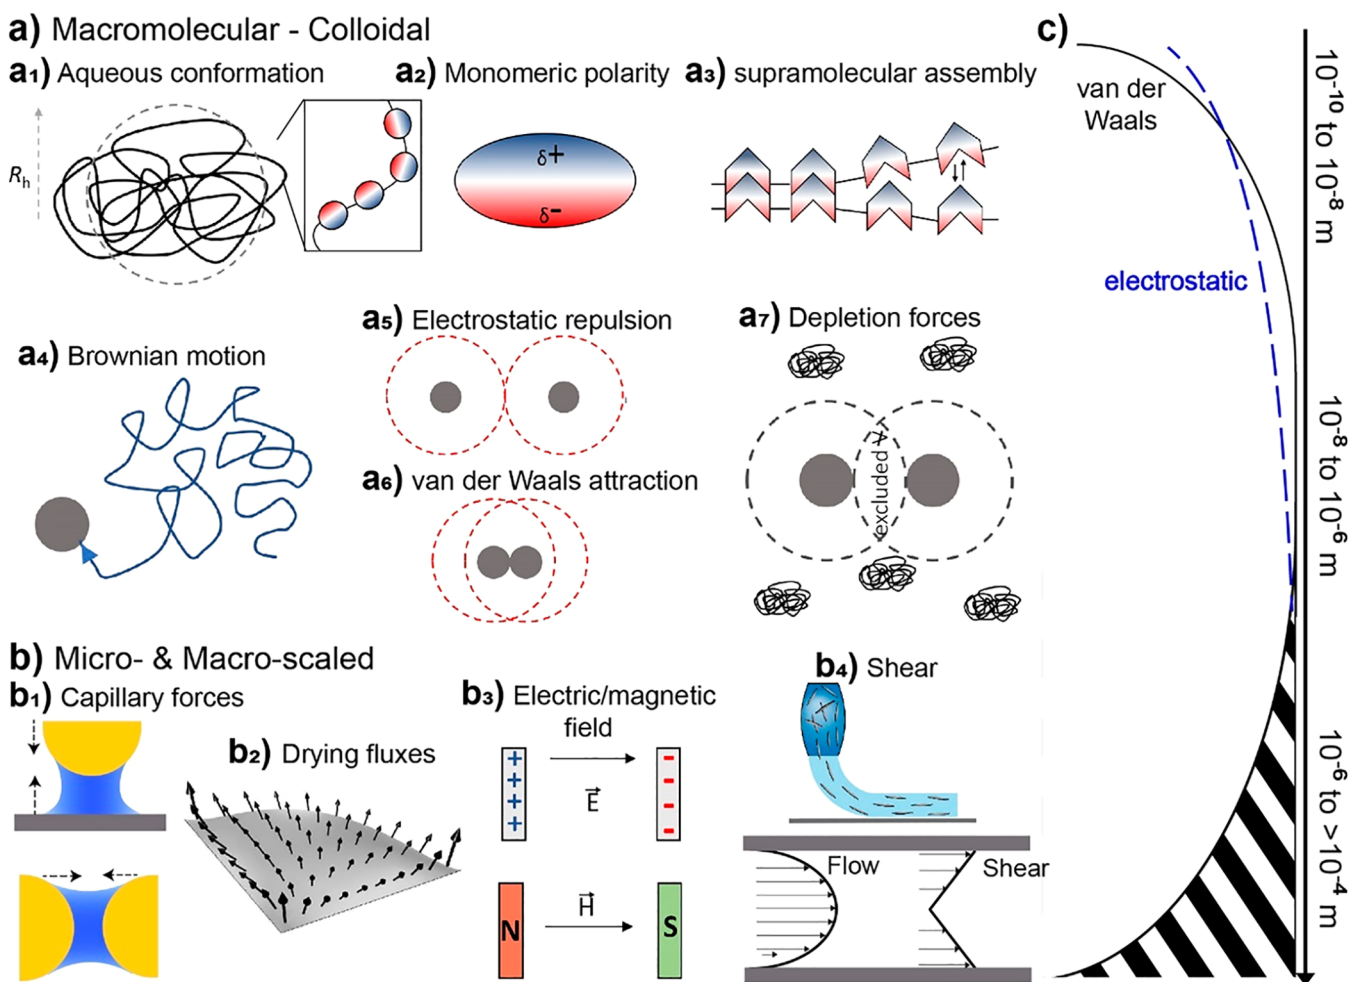 a) Macromolecular - Colloidal
a₁) Aqueous conformation
Rₕ
a₂) Monomeric polarity
δ+
δ-
a₃) supramolecular assembly
a₄) Brownian motion
a₅) Electrostatic repulsion
a₆) van der Waals attraction
a₇) Depletion forces
excluded V
b) Micro- & Macro-scaled
b₁) Capillary forces
b₂) Drying fluxes
b₃) Electric/magnetic
field
+
+
+
+
E⃗
-
-
-
-
N
H⃗
S
b₄) Shear
Flow
Shear
c)
van der
Waals
electrostatic
10⁻¹⁰ to 10⁻⁸ m
10⁻⁸ to 10⁻⁶ m
10⁻⁶ to >10⁻⁴ m